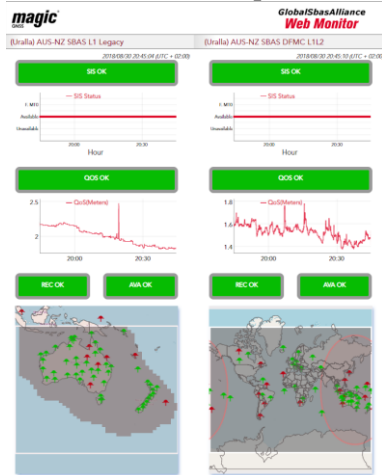 magic
GNSS
GlobalSbasAlliance
Web Monitor
(Uralla) AUS-NZ SBAS L1 Legacy
(Uralla) AUS-NZ SBAS DFMC L1L2
2018/08/30 20:45:04 (UTC + 02:00)
2018/08/30 20:45:10 (UTC + 02:00)
SIS OK
SIS OK
SIS Status
SIS Status
Available
Available
Unavailable
Unavailable
20:00
20:30
20:00
20:30
Hour
Hour
QOS OK
QOS OK
QoS(Meters)
QoS(Meters)
2.5
2
1.8
1.6
1.4
20:00
20:30
20:00
20:30
REC OK
AVA OK
REC OK
AVA OK